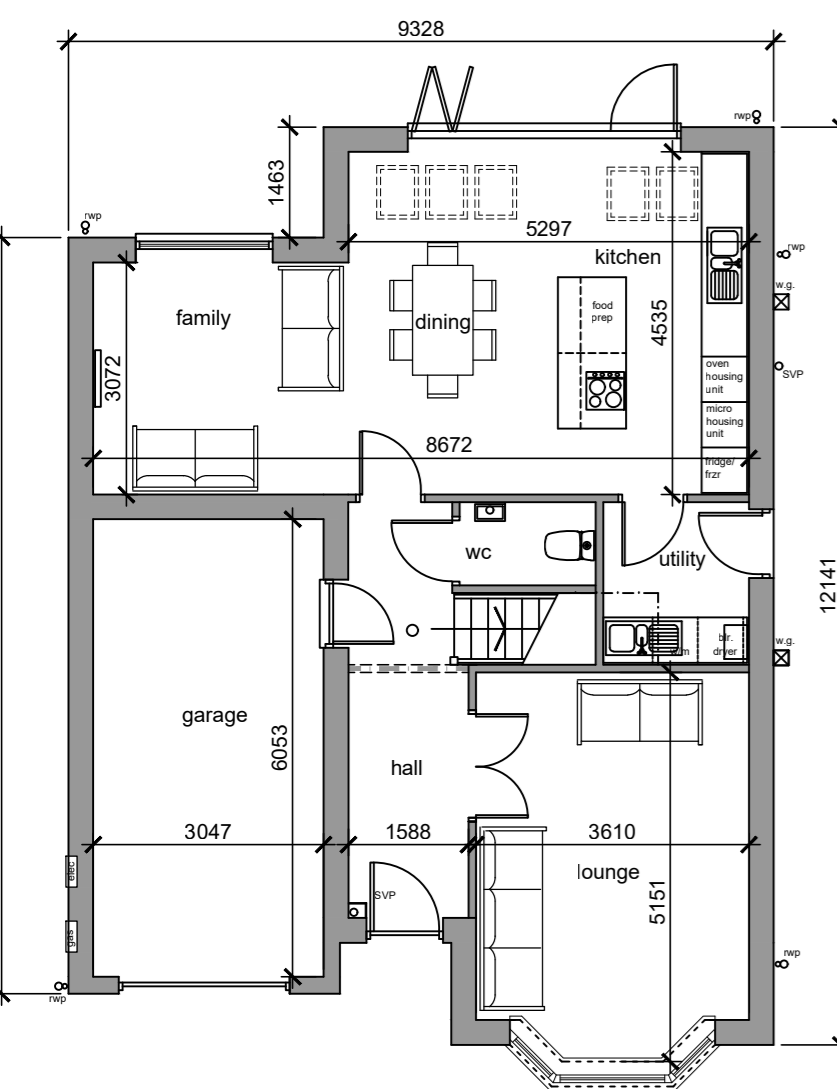 9328
rwp
1463
rwp
5297
kitchen
rwp
w.g.
family
food
prep
dining
4535
3072
SVP
oven
housing
unit
micro
housing
unit
8672
fridge/
frzr
wc
utility
12141
w/m
blr.
dryer
w.g.
garage
6053
hall
3047
1588
3610
elec
SVP
lounge
5151
gas
rwp
rwp